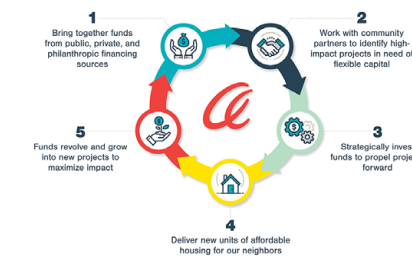 1
Bring together funds
from public, private, and
philanthropic financing
sources
2
Work with community
partners to identify high-
impact projects in need of
flexible capital
3
Strategically inves
funds to propel proje
forward
4
Deliver new units of affordable
housing for our neighbors
5
Funds revolve and grow
into new projects to
maximize impact